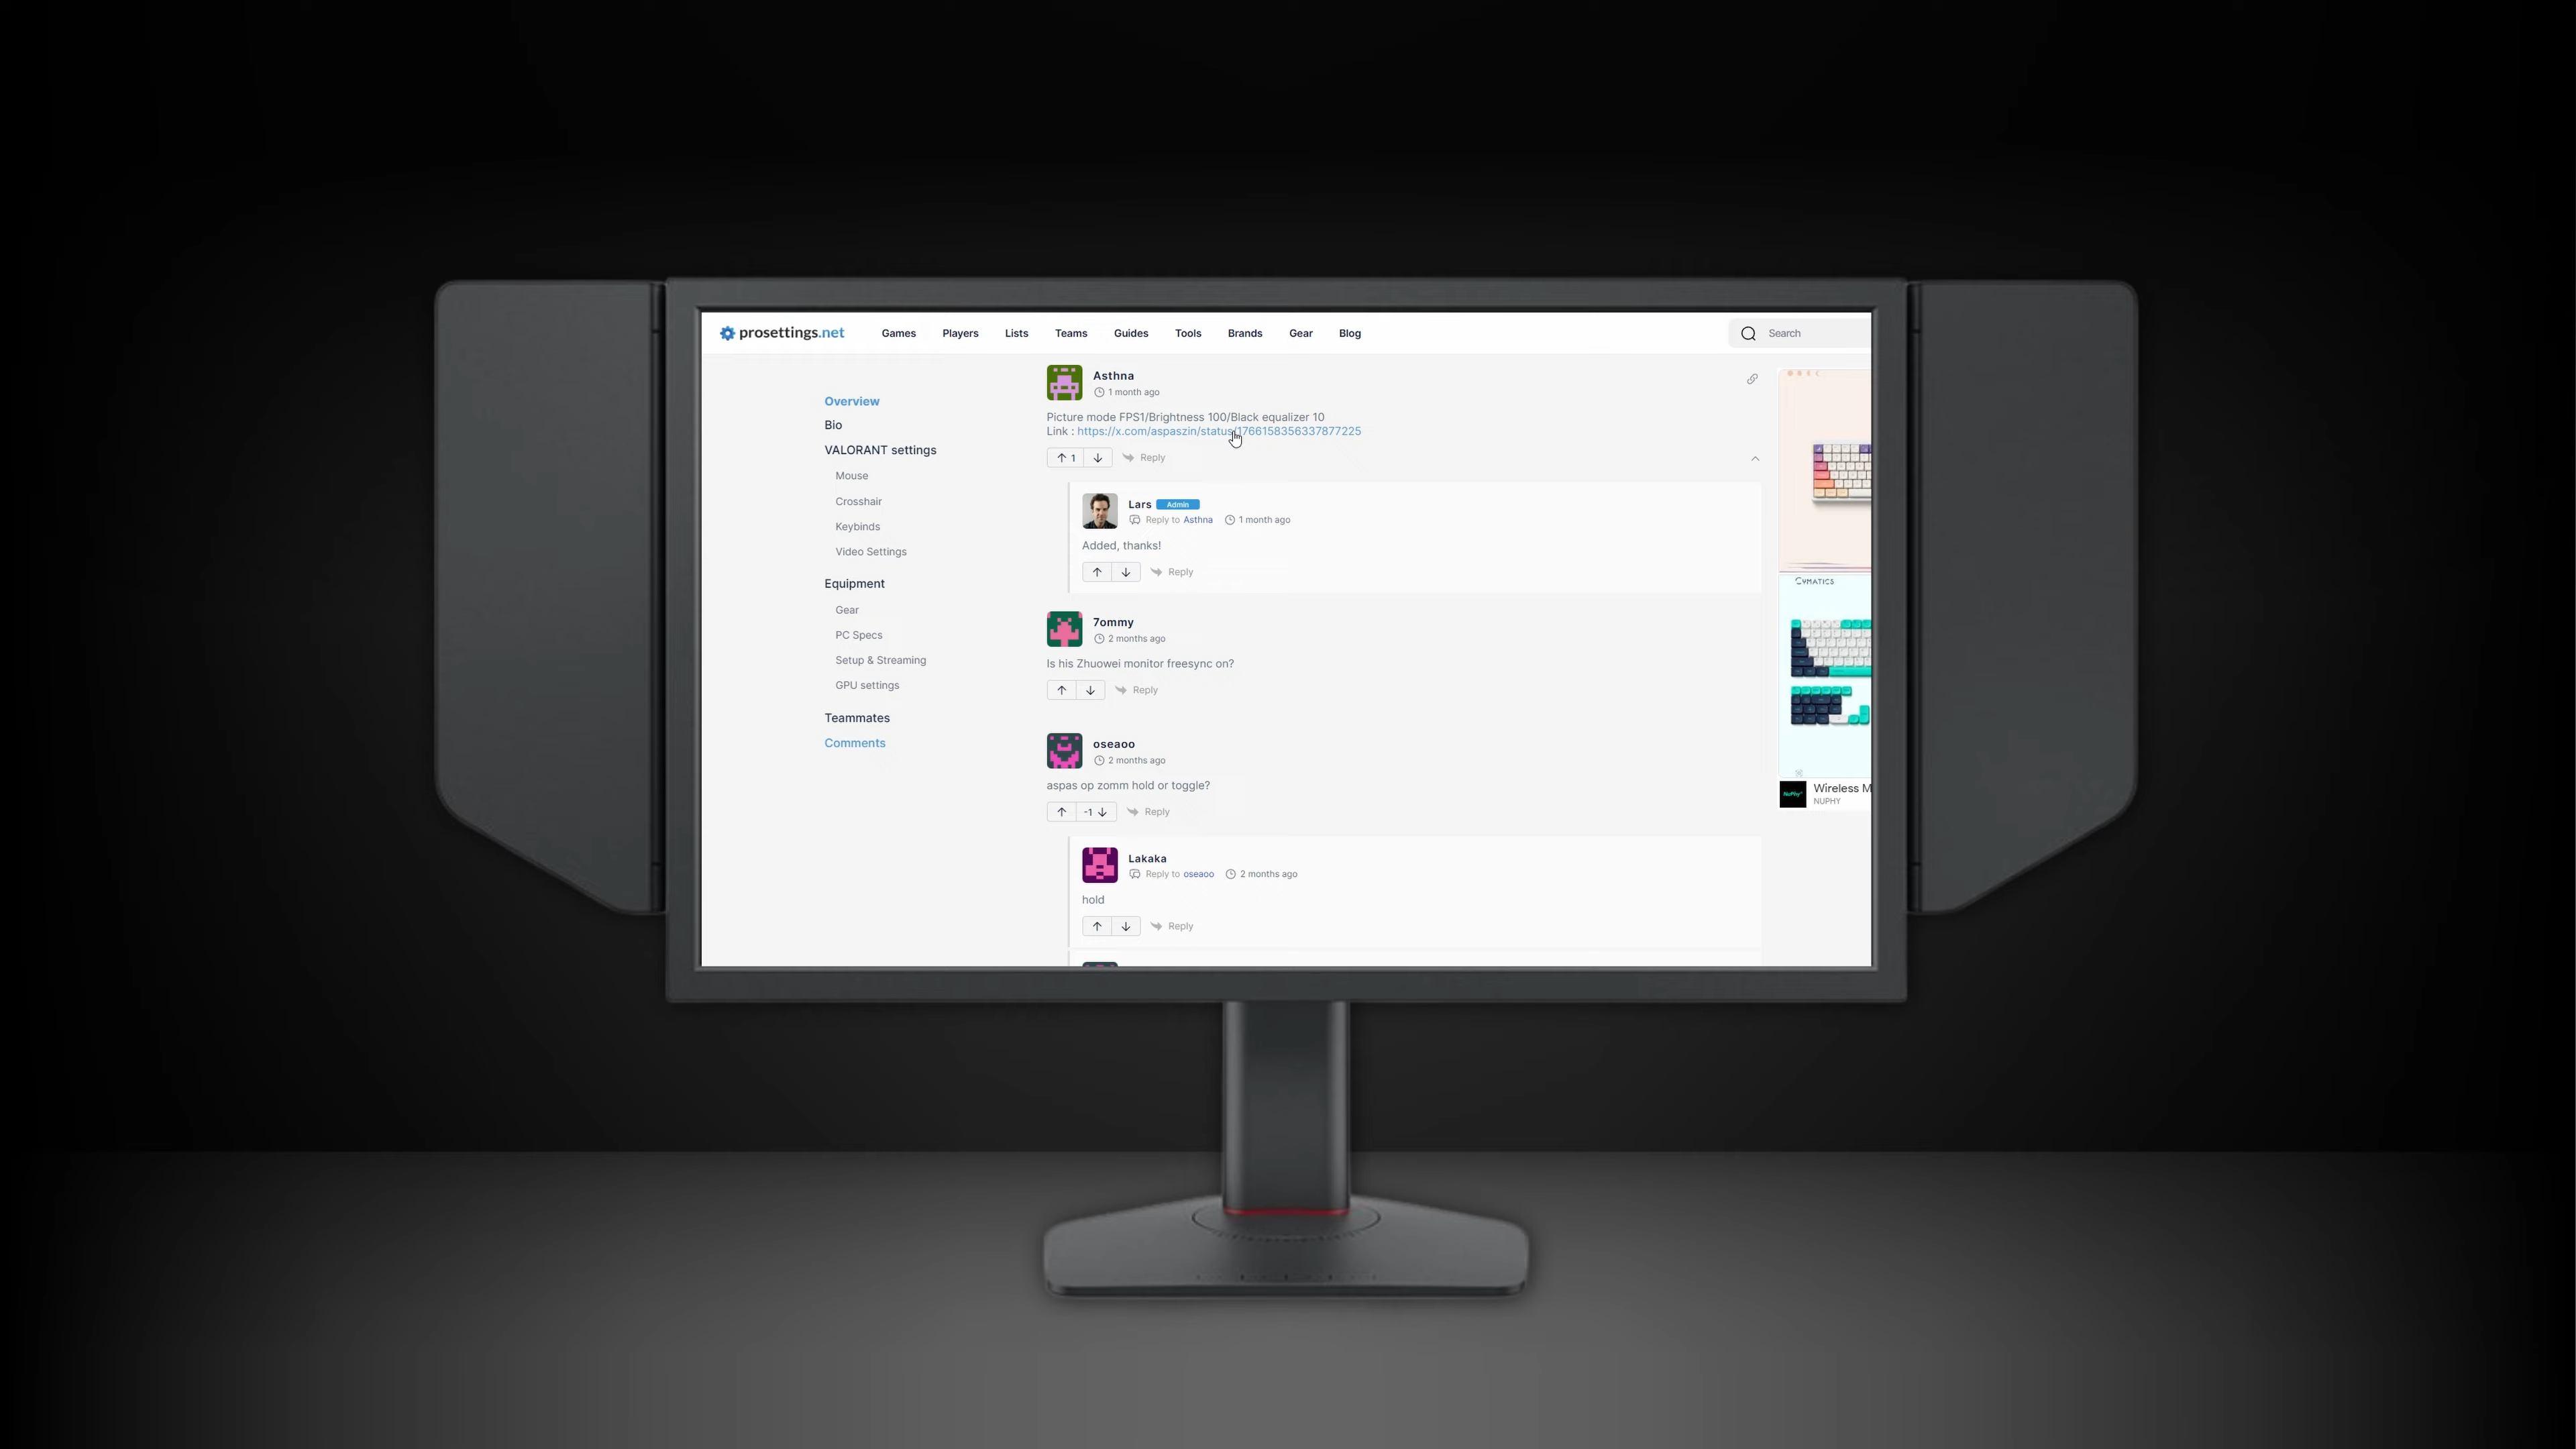 prosettings.net
Games Players Lists Teams Guides Tools Brands Gear Blog
Search
Overview
Bio
VALORANT settings
Mouse
Crosshair
Keybinds
Video Settings
Equipment
Gear
PC Specs
Setup & Streaming
GPU settings
Teammates
Comments
Asthna
1 month ago
Picture mode FPS1/Brightness 100/Black equalizer 10
Link : https://x.com/aspaszin/status/1766158356337877225
1 Reply
Lars Admin
Reply to Asthna 1 month ago
Added, thanks!
Reply
7ommy
2 months ago
Is his Zhuowei monitor freesync on?
Reply
oseaoo
2 months ago
aspas op zomm hold or toggle?
-1 Reply
Lakaka
Reply to oseaoo 2 months ago
hold
Reply
CYMATICS
NuPhy
Wireless M
NUPHY